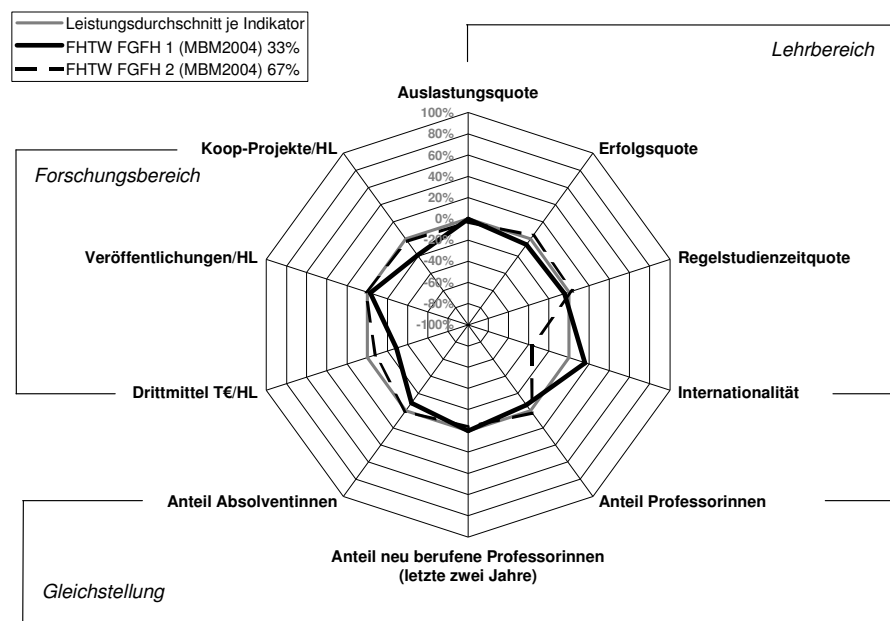 Leistungsdurchschnitt je Indikator
FHTW FGFH 1 (MBM2004) 33%
FHTW FGFH 2 (MBM2004) 67%
Lehrbereich
Auslastungsquote
100%
80%
60%
40%
20%
0%
-20%
-40%
-60%
-80%
-100%
Koop-Projekte/HL
Erfolgsquote
Forschungsbereich
Veröffentlichungen/HL
Regelstudienzeitquote
Drittmittel T€/HL
Internationalität
Anteil Absolventinnen
Anteil Professorinnen
Anteil neu berufene Professorinnen
(letzte zwei Jahre)
Gleichstellung